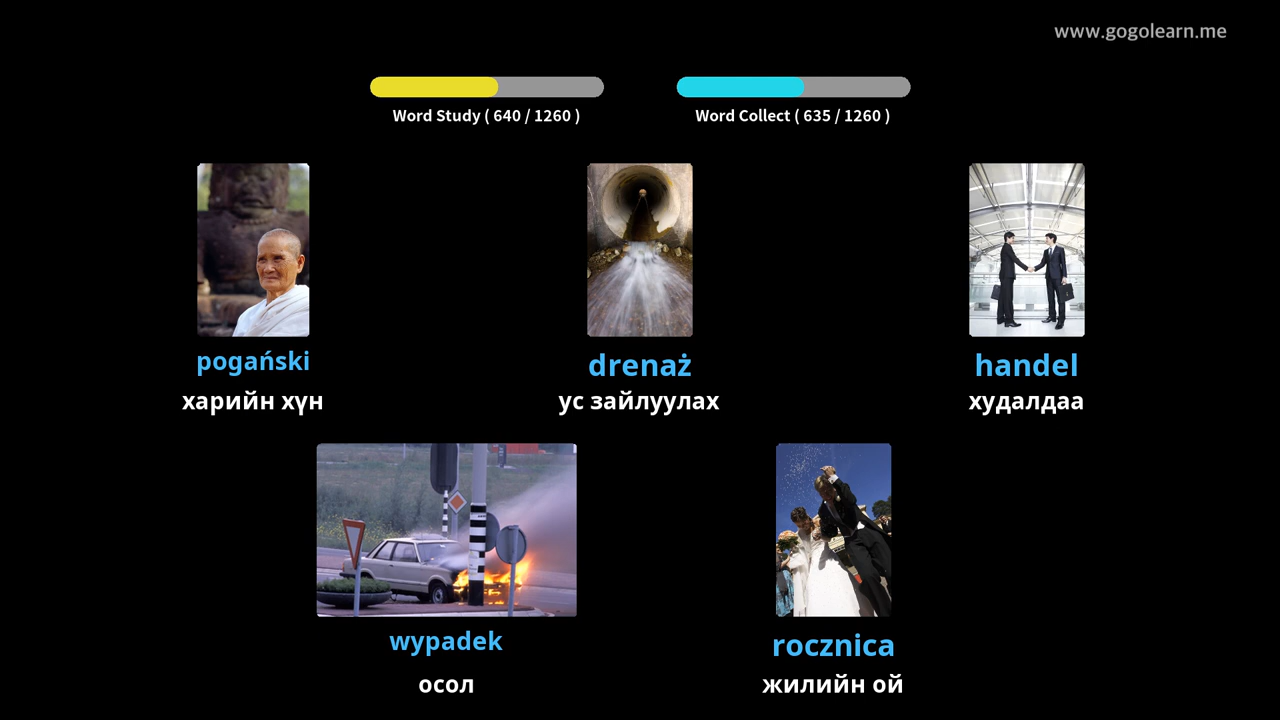 www.gogolearn.me
Word Study ( 640 / 1260 )
Word Collect ( 635 / 1260 )
pogański
drenaż
handel
харийн хүн
ус зайлуулах
худалдаа
wypadek
rocznica
осол
жилийн ой